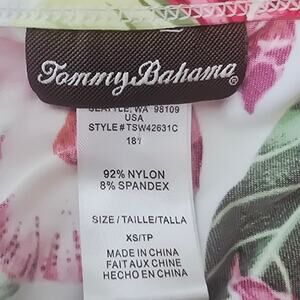 Tommy Bahama®
SEATTLE, WA 98109
USA
STYLE # TSW42631C
92% NYLON
8% SPANDEX
SIZE / TAILLE/TALLA
XS/TP
MADE IN CHINA
FAIT AUX CHINE
HECHO EN CHINA